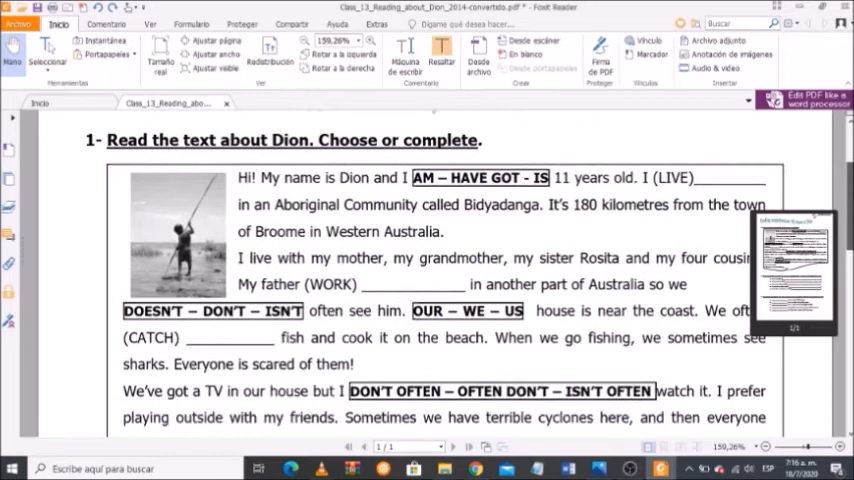 Class_13_Reading_about_Dion_2014-convertido.pdf * - Foxit Reader
Archivo Inicio Comentario Ver Formulario Proteger Compartir Ayuda Extras Dígame qué desea hacer... Buscar
Mano Seleccionar Instantánea Portapapeles Tamaño real Ajustar página Ajustar ancho Ajustar visible Redistribución 159,26% Rotar a la izquierda Rotar a la derecha Máquina de escribir Resaltar Desde archivo Desde escáner En blanco Desde portapapeles Firma de PDF Vínculo Marcador Archivo adjunto Anotación de imágenes Audio & vídeo
Herramientas Ver Comentario Crear Proteger Vínculos Insertar
Inicio Class_13_Reading_abo... Edit PDF like a word processor
1- Read the text about Dion. Choose or complete.
Hi! My name is Dion and I AM – HAVE GOT - IS 11 years old. I (LIVE)_________
in an Aboriginal Community called Bidyadanga. It's 180 kilometres from the town
of Broome in Western Australia.
I live with my mother, my grandmother, my sister Rosita and my four cousin
My father (WORK) _____________ in another part of Australia so we
DOESN'T – DON'T – ISN'T often see him. OUR – WE – US house is near the coast. We oft
(CATCH) ___________ fish and cook it on the beach. When we go fishing, we sometimes see
sharks. Everyone is scared of them!
We've got a TV in our house but I DON'T OFTEN – OFTEN DON'T – ISN'T OFTEN watch it. I prefer
playing outside with my friends. Sometimes we have terrible cyclones here, and then everyone
1/1
1 / 1 159,26%
Escribe aquí para buscar ESP 7:16 a. m.
18/7/2020